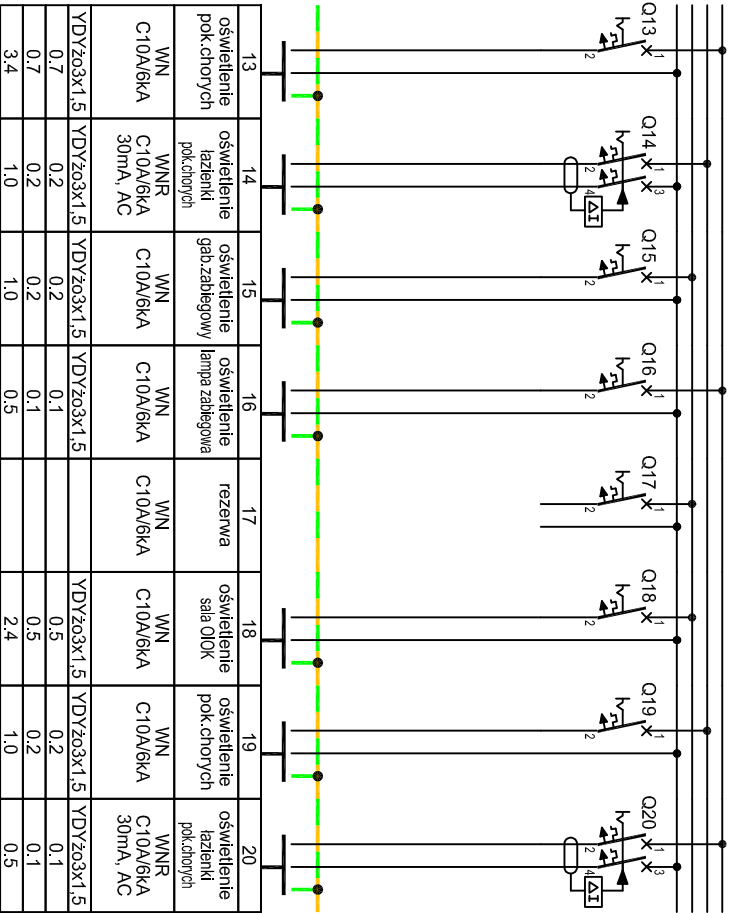 Q13
1
2
13
oświetlenie
pok.chorych
WN
C10A/6kA
YDYżo3x1,5
0.7
0.7
3.4
Q14
1 3
2 4
ΔI
14
oświetlenie
łazienki
pok.chorych
WNR
C10A/6kA
30mA, AC
YDYżo3x1,5
0.2
0.2
1.0
Q15
1
2
15
oświetlenie
gab.zabiegowy
WN
C10A/6kA
YDYżo3x1,5
0.2
0.2
1.0
Q16
1
2
16
oświetlenie
lampa zabiegowa
WN
C10A/6kA
YDYżo3x1,5
0.1
0.1
0.5
Q17
1
2
17
rezerwa
WN
C10A/6kA
Q18
1
2
18
oświetlenie
sala OIOK
WN
C10A/6kA
YDYżo3x1,5
0.5
0.5
2.4
Q19
1
2
19
oświetlenie
pok.chorych
WN
C10A/6kA
YDYżo3x1,5
0.2
0.2
1.0
Q20
1 3
2 4
ΔI
20
oświetlenie
łazienki
pok.chorych
WNR
C10A/6kA
30mA, AC
YDYżo3x1,5
0.1
0.1
0.5